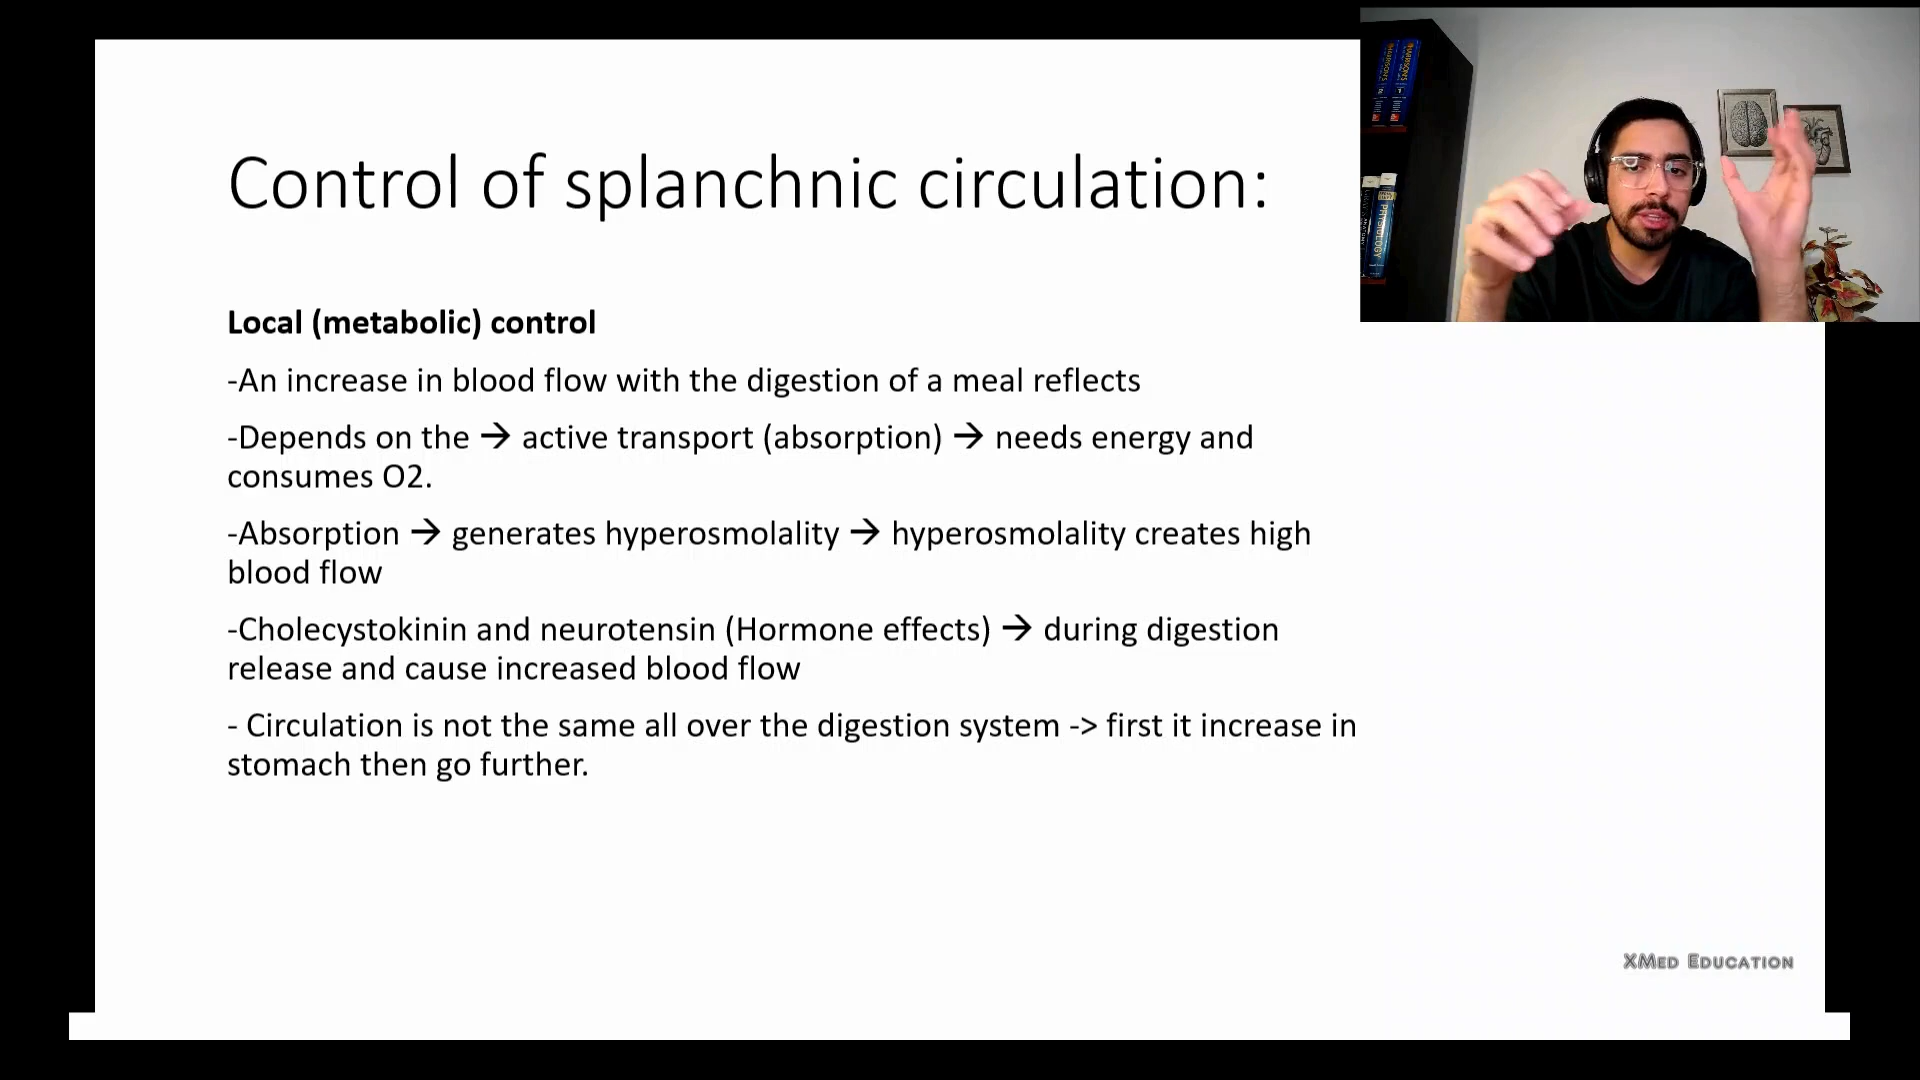 Control of splanchnic circulation:
Local (metabolic) control
-An increase in blood flow with the digestion of a meal reflects
-Depends on the → active transport (absorption) → needs energy and
consumes O2.
-Absorption → generates hyperosmolality → hyperosmolality creates high
blood flow
-Cholecystokinin and neurotensin (Hormone effects) → during digestion
release and cause increased blood flow
- Circulation is not the same all over the digestion system -> first it increase in
stomach then go further.
XMED EDUCATION
HARRISON'S
HARRISON'S
PHYSIOLOGY